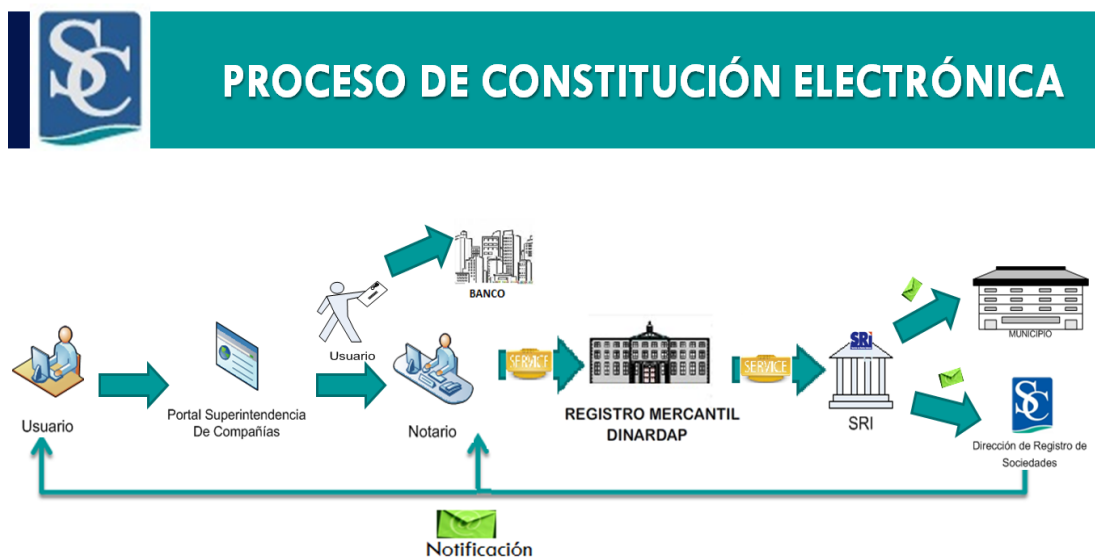 SC
PROCESO DE CONSTITUCIÓN ELECTRÓNICA
BANCO
Usuario
MUNICIPIO
SRi
SERVICE
SERVICE
Usuario
Portal Superintendencia
De Compañías
Notario
REGISTRO MERCANTIL
DINARDAP
SRI
SC
Dirección de Registro de
Sociedades
Notificación